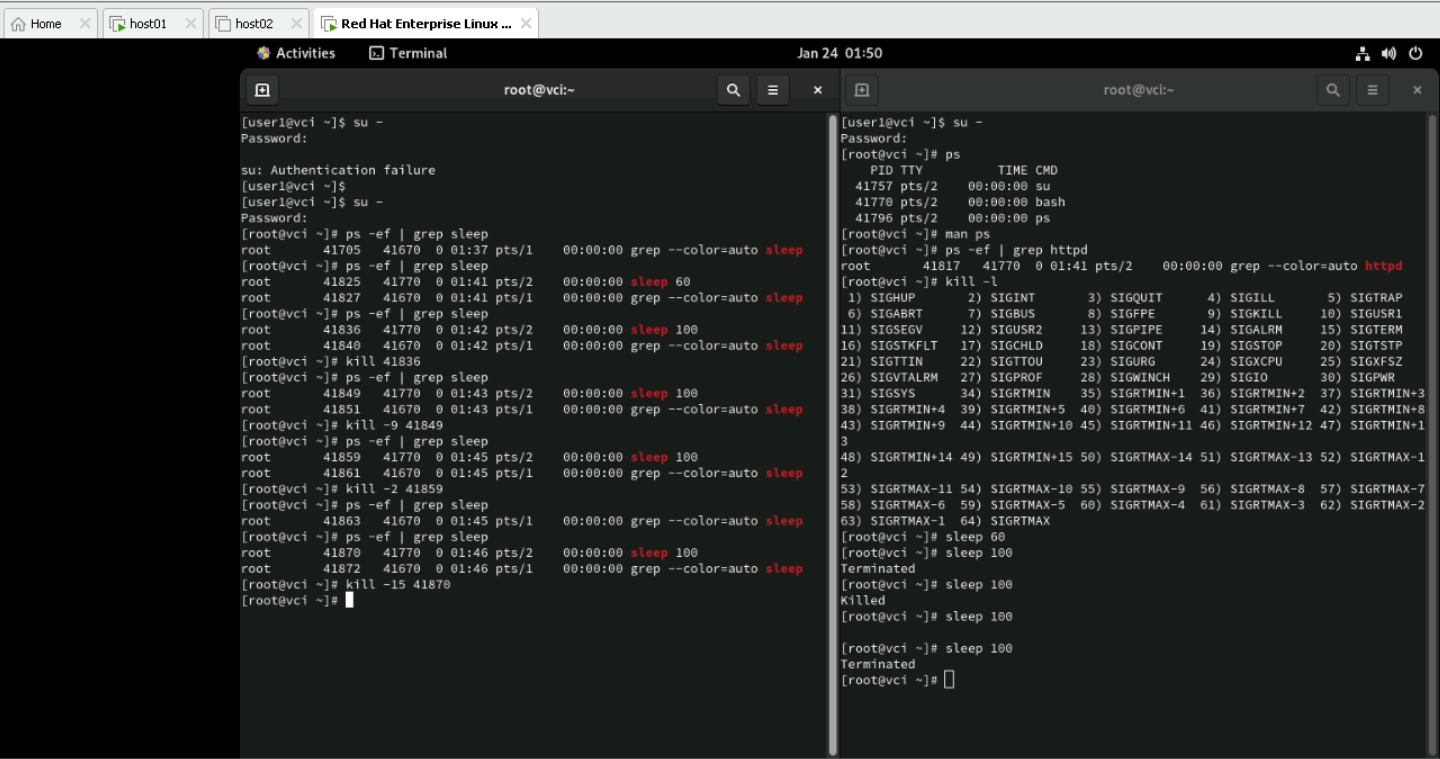 Home
host01
host02
Red Hat Enterprise Linux ...
Activities
Terminal
Jan 24 01:50
root@vci:~
[user1@vci ~]$ su -
Password:
su: Authentication failure
[user1@vci ~]$
[user1@vci ~]$ su -
Password:
[root@vci ~]# ps -ef | grep sleep
root 41705 41670 0 01:37 pts/1 00:00:00 grep --color=auto sleep
[root@vci ~]# ps -ef | grep sleep
root 41825 41770 0 01:41 pts/2 00:00:00 sleep 60
root 41827 41670 0 01:41 pts/1 00:00:00 grep --color=auto sleep
[root@vci ~]# ps -ef | grep sleep
root 41836 41770 0 01:42 pts/2 00:00:00 sleep 100
root 41840 41670 0 01:42 pts/1 00:00:00 grep --color=auto sleep
[root@vci ~]# kill 41836
[root@vci ~]# ps -ef | grep sleep
root 41849 41770 0 01:43 pts/2 00:00:00 sleep 100
root 41851 41670 0 01:43 pts/1 00:00:00 grep --color=auto sleep
[root@vci ~]# kill -9 41849
[root@vci ~]# ps -ef | grep sleep
root 41859 41770 0 01:45 pts/2 00:00:00 sleep 100
root 41861 41670 0 01:45 pts/1 00:00:00 grep --color=auto sleep
[root@vci ~]# kill -2 41859
[root@vci ~]# ps -ef | grep sleep
root 41863 41670 0 01:45 pts/1 00:00:00 grep --color=auto sleep
[root@vci ~]# ps -ef | grep sleep
root 41870 41770 0 01:46 pts/2 00:00:00 sleep 100
root 41872 41670 0 01:46 pts/1 00:00:00 grep --color=auto sleep
[root@vci ~]# kill -15 41870
[root@vci ~]#
root@vci:~
[user1@vci ~]$ su -
Password:
[root@vci ~]# ps
PID TTY TIME CMD
41757 pts/2 00:00:00 su
41770 pts/2 00:00:00 bash
41796 pts/2 00:00:00 ps
[root@vci ~]# man ps
[root@vci ~]# ps -ef | grep httpd
root 41817 41770 0 01:41 pts/2 00:00:00 grep --color=auto httpd
[root@vci ~]# kill -l
1) SIGHUP 2) SIGINT 3) SIGQUIT 4) SIGILL 5) SIGTRAP
6) SIGABRT 7) SIGBUS 8) SIGFPE 9) SIGKILL 10) SIGUSR1
11) SIGSEGV 12) SIGUSR2 13) SIGPIPE 14) SIGALRM 15) SIGTERM
16) SIGSTKFLT 17) SIGCHLD 18) SIGCONT 19) SIGSTOP 20) SIGTSTP
21) SIGTTIN 22) SIGTTOU 23) SIGURG 24) SIGXCPU 25) SIGXFSZ
26) SIGVTALRM 27) SIGPROF 28) SIGWINCH 29) SIGIO 30) SIGPWR
31) SIGSYS 34) SIGRTMIN 35) SIGRTMIN+1 36) SIGRTMIN+2 37) SIGRTMIN+3
38) SIGRTMIN+4 39) SIGRTMIN+5 40) SIGRTMIN+6 41) SIGRTMIN+7 42) SIGRTMIN+8
43) SIGRTMIN+9 44) SIGRTMIN+10 45) SIGRTMIN+11 46) SIGRTMIN+12 47) SIGRTMIN+1
3
48) SIGRTMIN+14 49) SIGRTMIN+15 50) SIGRTMAX-14 51) SIGRTMAX-13 52) SIGRTMAX-1
2
53) SIGRTMAX-11 54) SIGRTMAX-10 55) SIGRTMAX-9 56) SIGRTMAX-8 57) SIGRTMAX-7
58) SIGRTMAX-6 59) SIGRTMAX-5 60) SIGRTMAX-4 61) SIGRTMAX-3 62) SIGRTMAX-2
63) SIGRTMAX-1 64) SIGRTMAX
[root@vci ~]# sleep 60
[root@vci ~]# sleep 100
Terminated
[root@vci ~]# sleep 100
Killed
[root@vci ~]# sleep 100
[root@vci ~]# sleep 100
Terminated
[root@vci ~]#